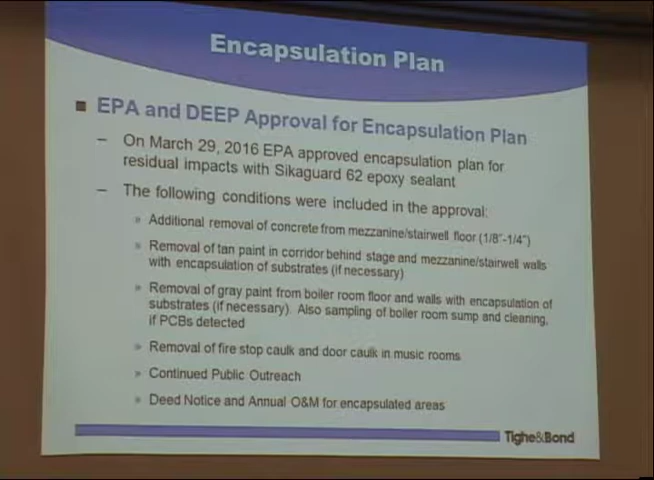 Encapsulation Plan
EPA and DEEP Approval for Encapsulation Plan
– On March 29, 2016 EPA approved encapsulation plan for
residual impacts with Sikaguard 62 epoxy sealant
– The following conditions were included in the approval:
» Additional removal of concrete from mezzanine/stairwell floor (1/8"-1/4")
» Removal of tan paint in corridor behind stage and mezzanine/stairwell walls
with encapsulation of substrates (if necessary)
» Removal of gray paint from boiler room floor and walls with encapsulation of
substrates (if necessary). Also sampling of boiler room sump and cleaning,
if PCBs detected
» Removal of fire stop caulk and door caulk in music rooms
» Continued Public Outreach
» Deed Notice and Annual O&M for encapsulated areas
Tighe&Bond